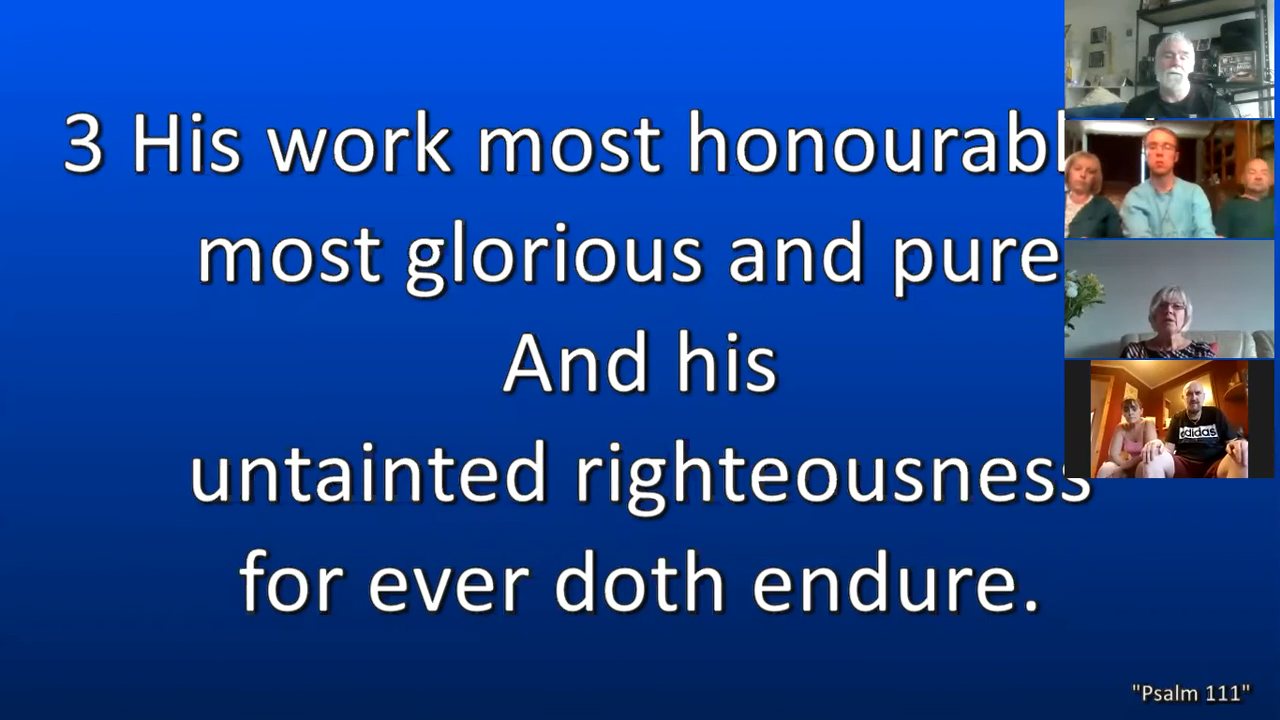 3 His work most honourabl
most glorious and pure
And his
untainted righteousness
for ever doth endure.
adidas
"Psalm 111"